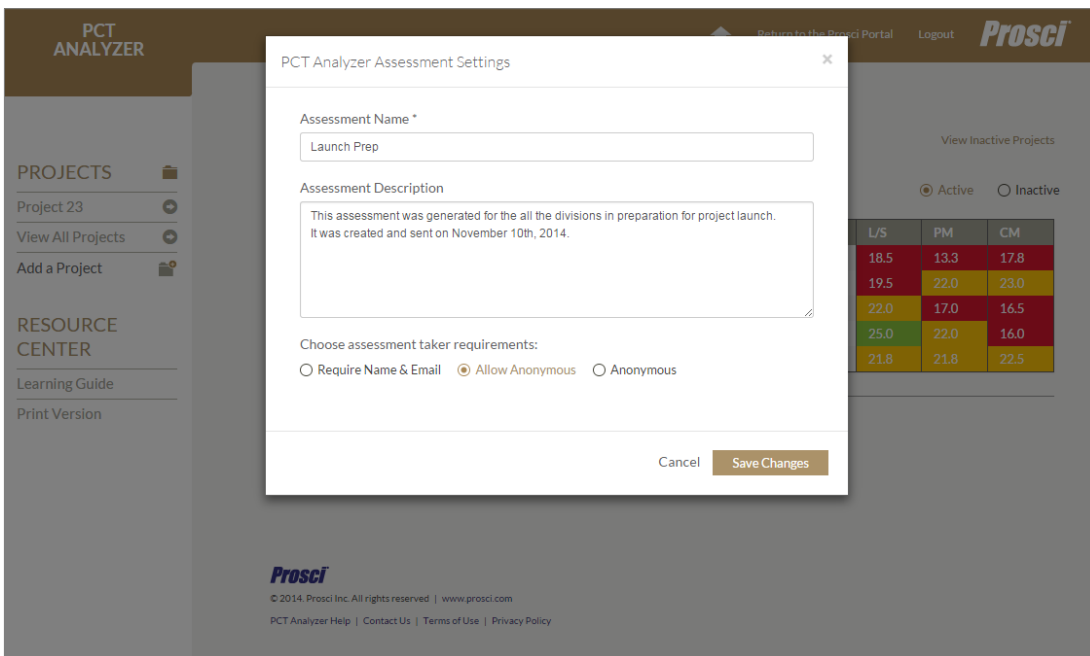 PCT
ANALYZER
Return to the Prosci Portal Logout Prosci
PCT Analyzer Assessment Settings ×
Assessment Name *
Launch Prep
Assessment Description
This assessment was generated for the all the divisions in preparation for project launch.
It was created and sent on November 10th, 2014.
Choose assessment taker requirements:
Require Name & Email Allow Anonymous Anonymous
Cancel Save Changes
PROJECTS
Project 23
View All Projects
Add a Project
RESOURCE
CENTER
Learning Guide
Print Version
View Inactive Projects
Active Inactive
L/S PM CM
18.5 13.3 17.8
19.5 22.0 23.0
22.0 17.0 16.5
25.0 22.0 16.0
21.8 21.8 22.5
Prosci
© 2014. Prosci Inc. All rights reserved | www.prosci.com
PCT Analyzer Help | Contact Us | Terms of Use | Privacy Policy